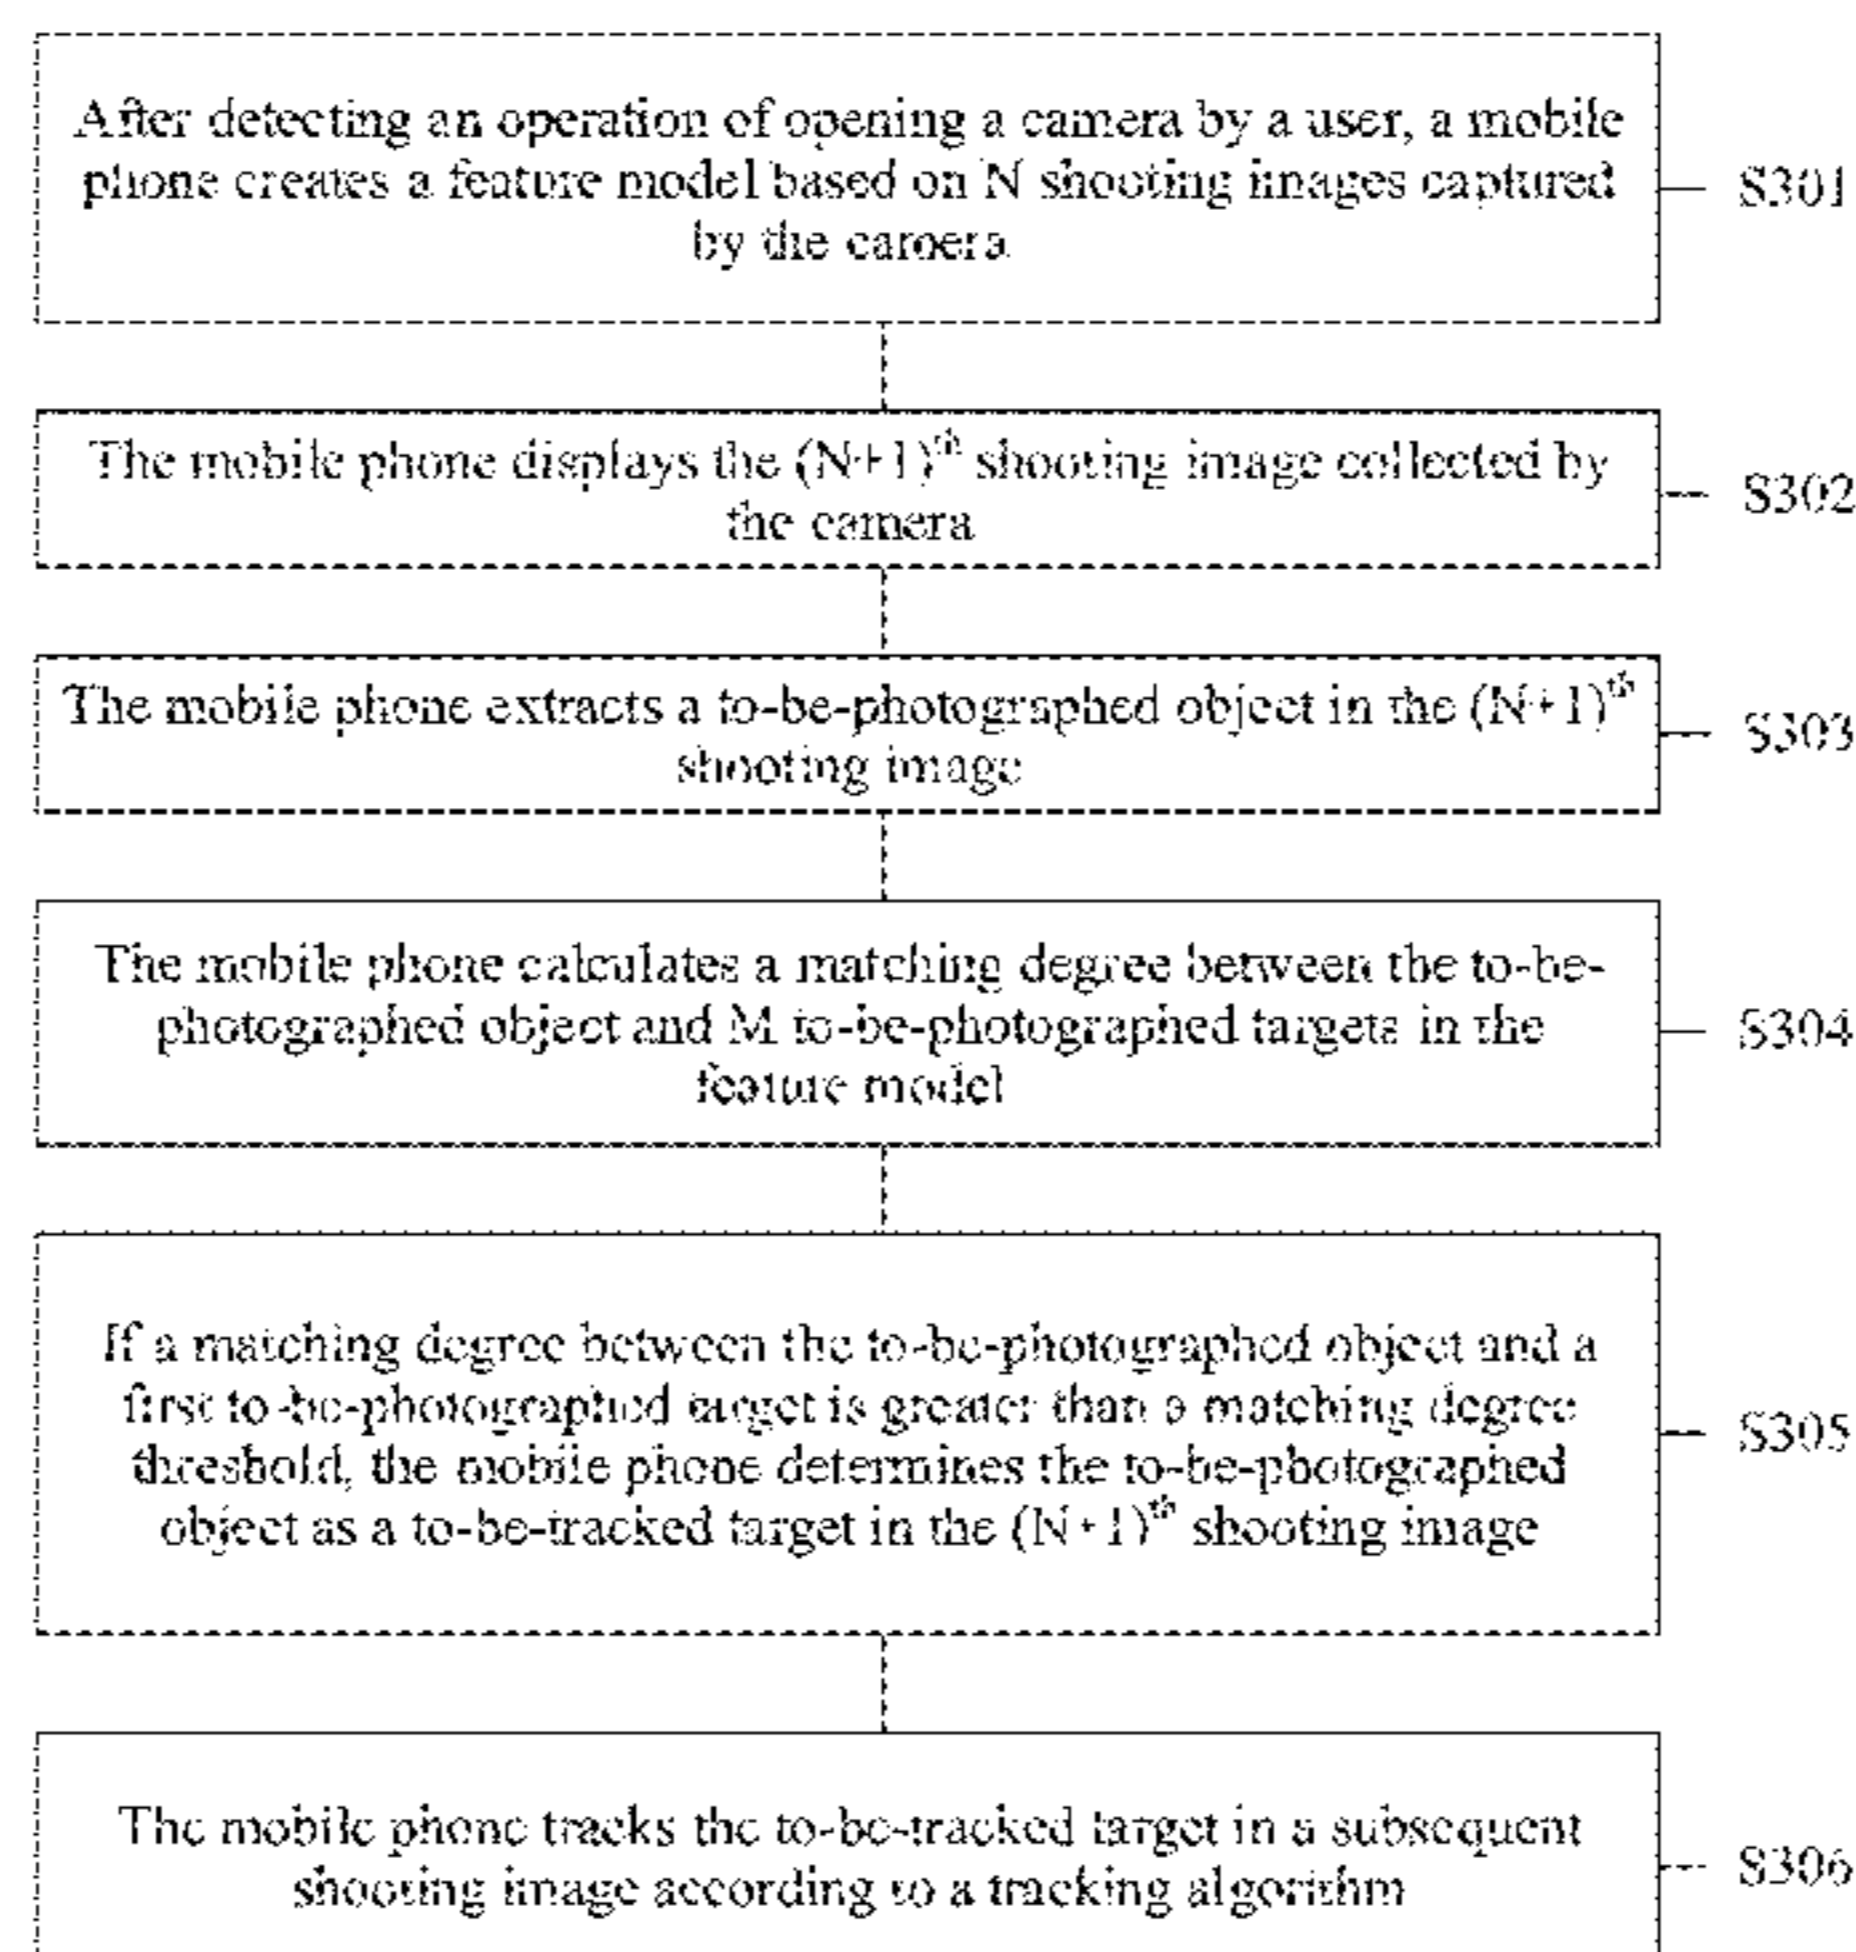 After detecting an operation of opening a camera by a user, a mobile
phone creates a feature model based on N shooting images captured
by the camera
S301
The mobile phone displays the (N+1)th shooting image collected by
the camera
S302
The mobile phone extracts a to-be-photographed object in the (N+1)th
shooting image
S303
The mobile phone calculates a matching degree between the to-be-
photographed object and M to-be-photographed targets in the
feature model
S304
If a matching degree between the to-be-photographed object and a
first to-be-photographed target is greater than a matching degree
threshold, the mobile phone determines the to-be-photographed
object as a to-be-tracked target in the (N+1)th shooting image
S305
The mobile phone tracks the to-be-tracked target in a subsequent
shooting image according to a tracking algorithm
S306